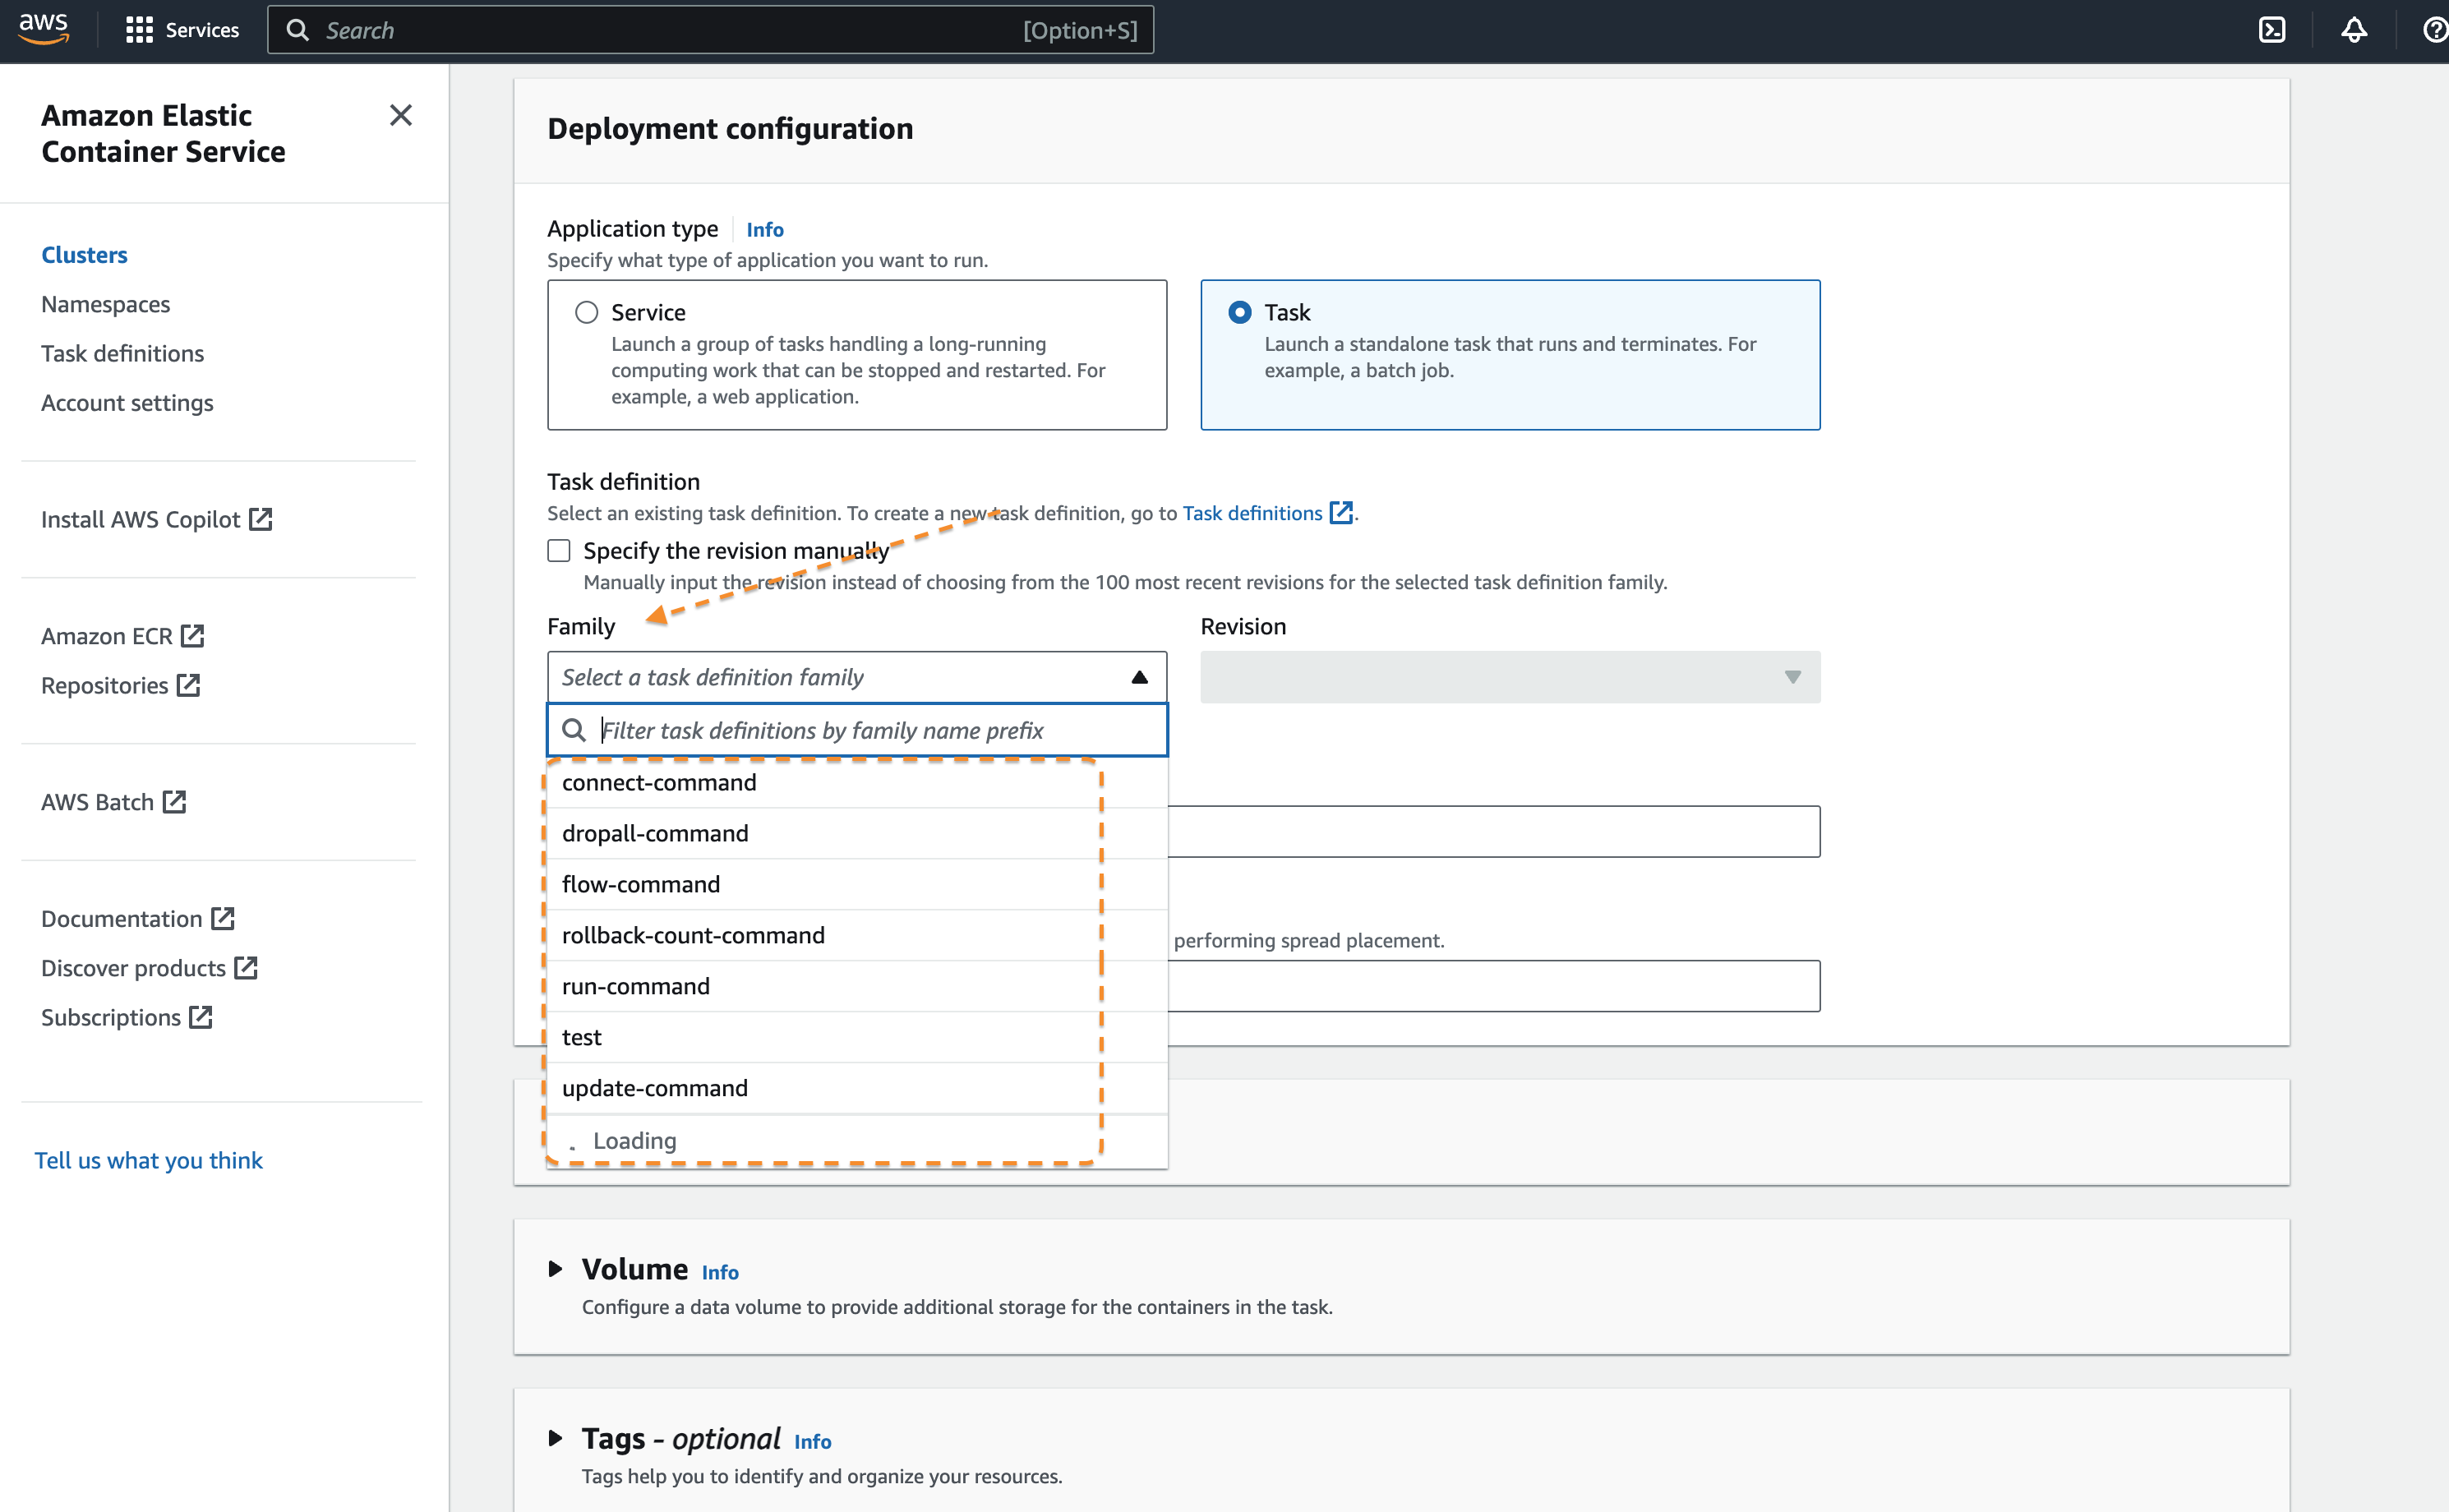 aws
Services
Search
[Option+S]
Amazon Elastic
Container Service
Clusters
Namespaces
Task definitions
Account settings
Install AWS Copilot
Amazon ECR
Repositories
AWS Batch
Documentation
Discover products
Subscriptions
Tell us what you think
Deployment configuration
Application type
Info
Specify what type of application you want to run.
Service
Launch a group of tasks handling a long-running
computing work that can be stopped and restarted. For
example, a web application.
Task
Launch a standalone task that runs and terminates. For
example, a batch job.
Task definition
Select an existing task definition. To create a new task definition, go to Task definitions.
Specify the revision manually
Manually input the revision instead of choosing from the 100 most recent revisions for the selected task definition family.
Family
Revision
Select a task definition family
Filter task definitions by family name prefix
connect-command
dropall-command
flow-command
rollback-count-command
performing spread placement.
run-command
test
update-command
Loading
Volume Info
Configure a data volume to provide additional storage for the containers in the task.
Tags - optional Info
Tags help you to identify and organize your resources.